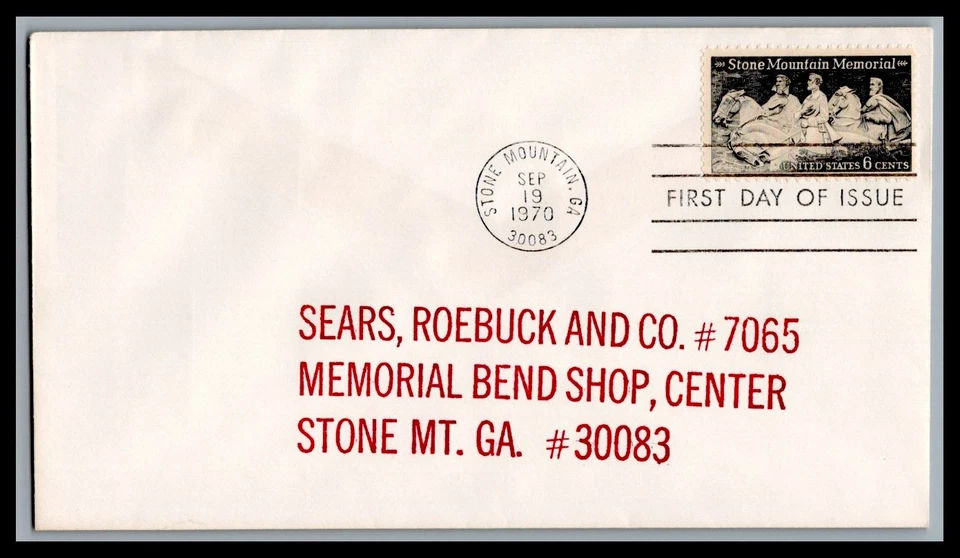 Stone Mountain Memorial
UNITED STATES 6 CENTS
STONE MOUNTAIN, GA
SEP
19
1970
30083
FIRST DAY OF ISSUE
SEARS, ROEBUCK AND CO. #7065
MEMORIAL BEND SHOP, CENTER
STONE MT. GA. #30083